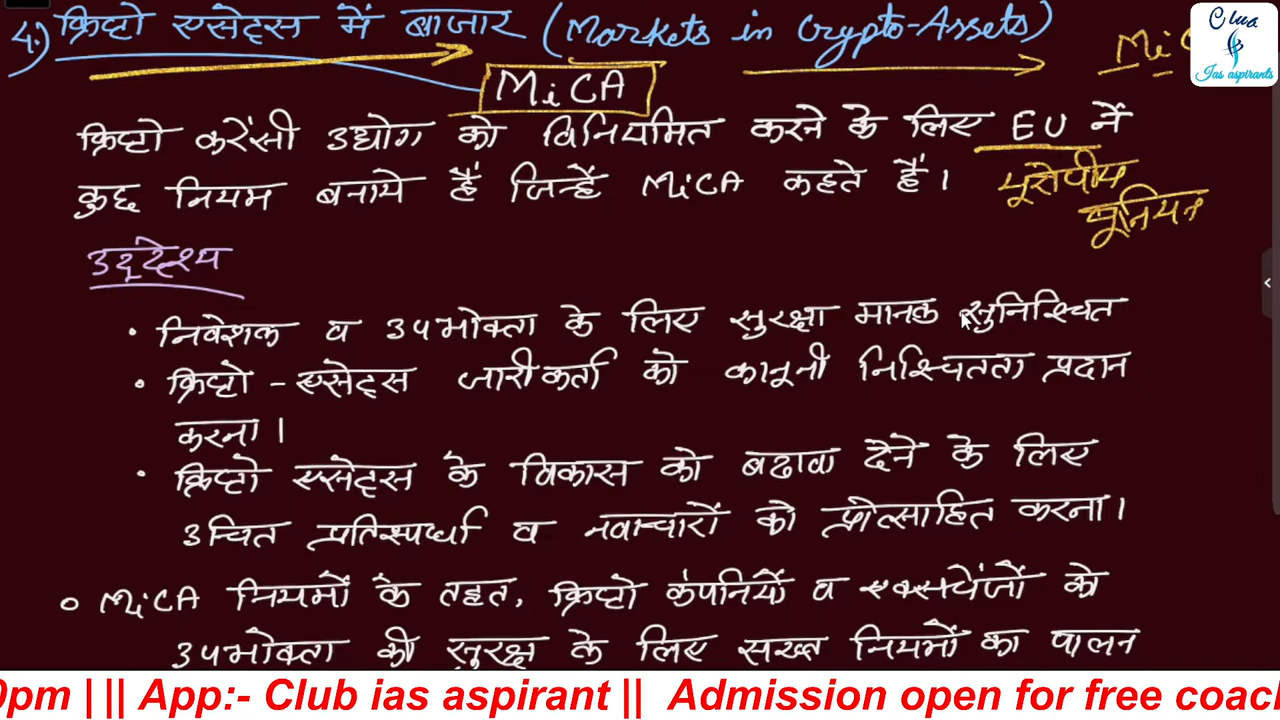 4.) क्रिप्टो एसेट्स में बाजार (Markets in Crypto-Assets)
MiC
Club
Ias aspirants
MiCA
क्रिप्टो करेंसी उद्योग को विनियमित करने के लिए EU ने
कुछ नियम बनाये हैं जिन्हें MiCA कहते हैं।
यूरोपीय
यूनियन
उद्देश्य
• निवेशक व उपभोक्ता के लिए सुरक्षा मानक सुनिश्चित
• क्रिप्टो - एसेट्स जारीकर्ता को कानूनी निश्चितता प्रदान
करना।
• क्रिप्टो एसेट्स के विकास को बढावा देने के लिए
उचित प्रतिस्पर्धा व नवाचारों को प्रोत्साहित करना।
० MiCA नियमों के तहत, क्रिप्टो कंपनियों व एक्सचेंजों को
उपभोक्ता की सुरक्ष के लिए सख्त नियमों का पालन
0pm | || App:- Club ias aspirant || Admission open for free coac